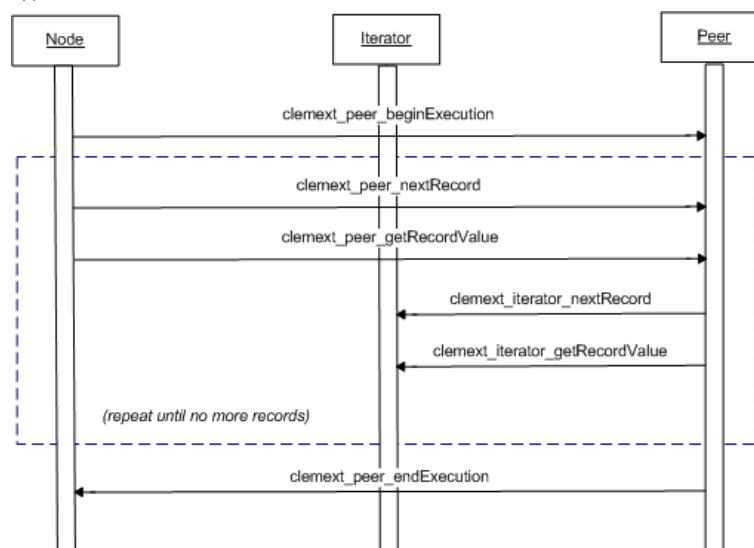 Node
Iterator
Peer
clemext_peer_beginExecution
clemext_peer_nextRecord
clemext_peer_getRecordValue
clemext_iterator_nextRecord
clemext_iterator_getRecordValue
(repeat until no more records)
clemext_peer_endExecution